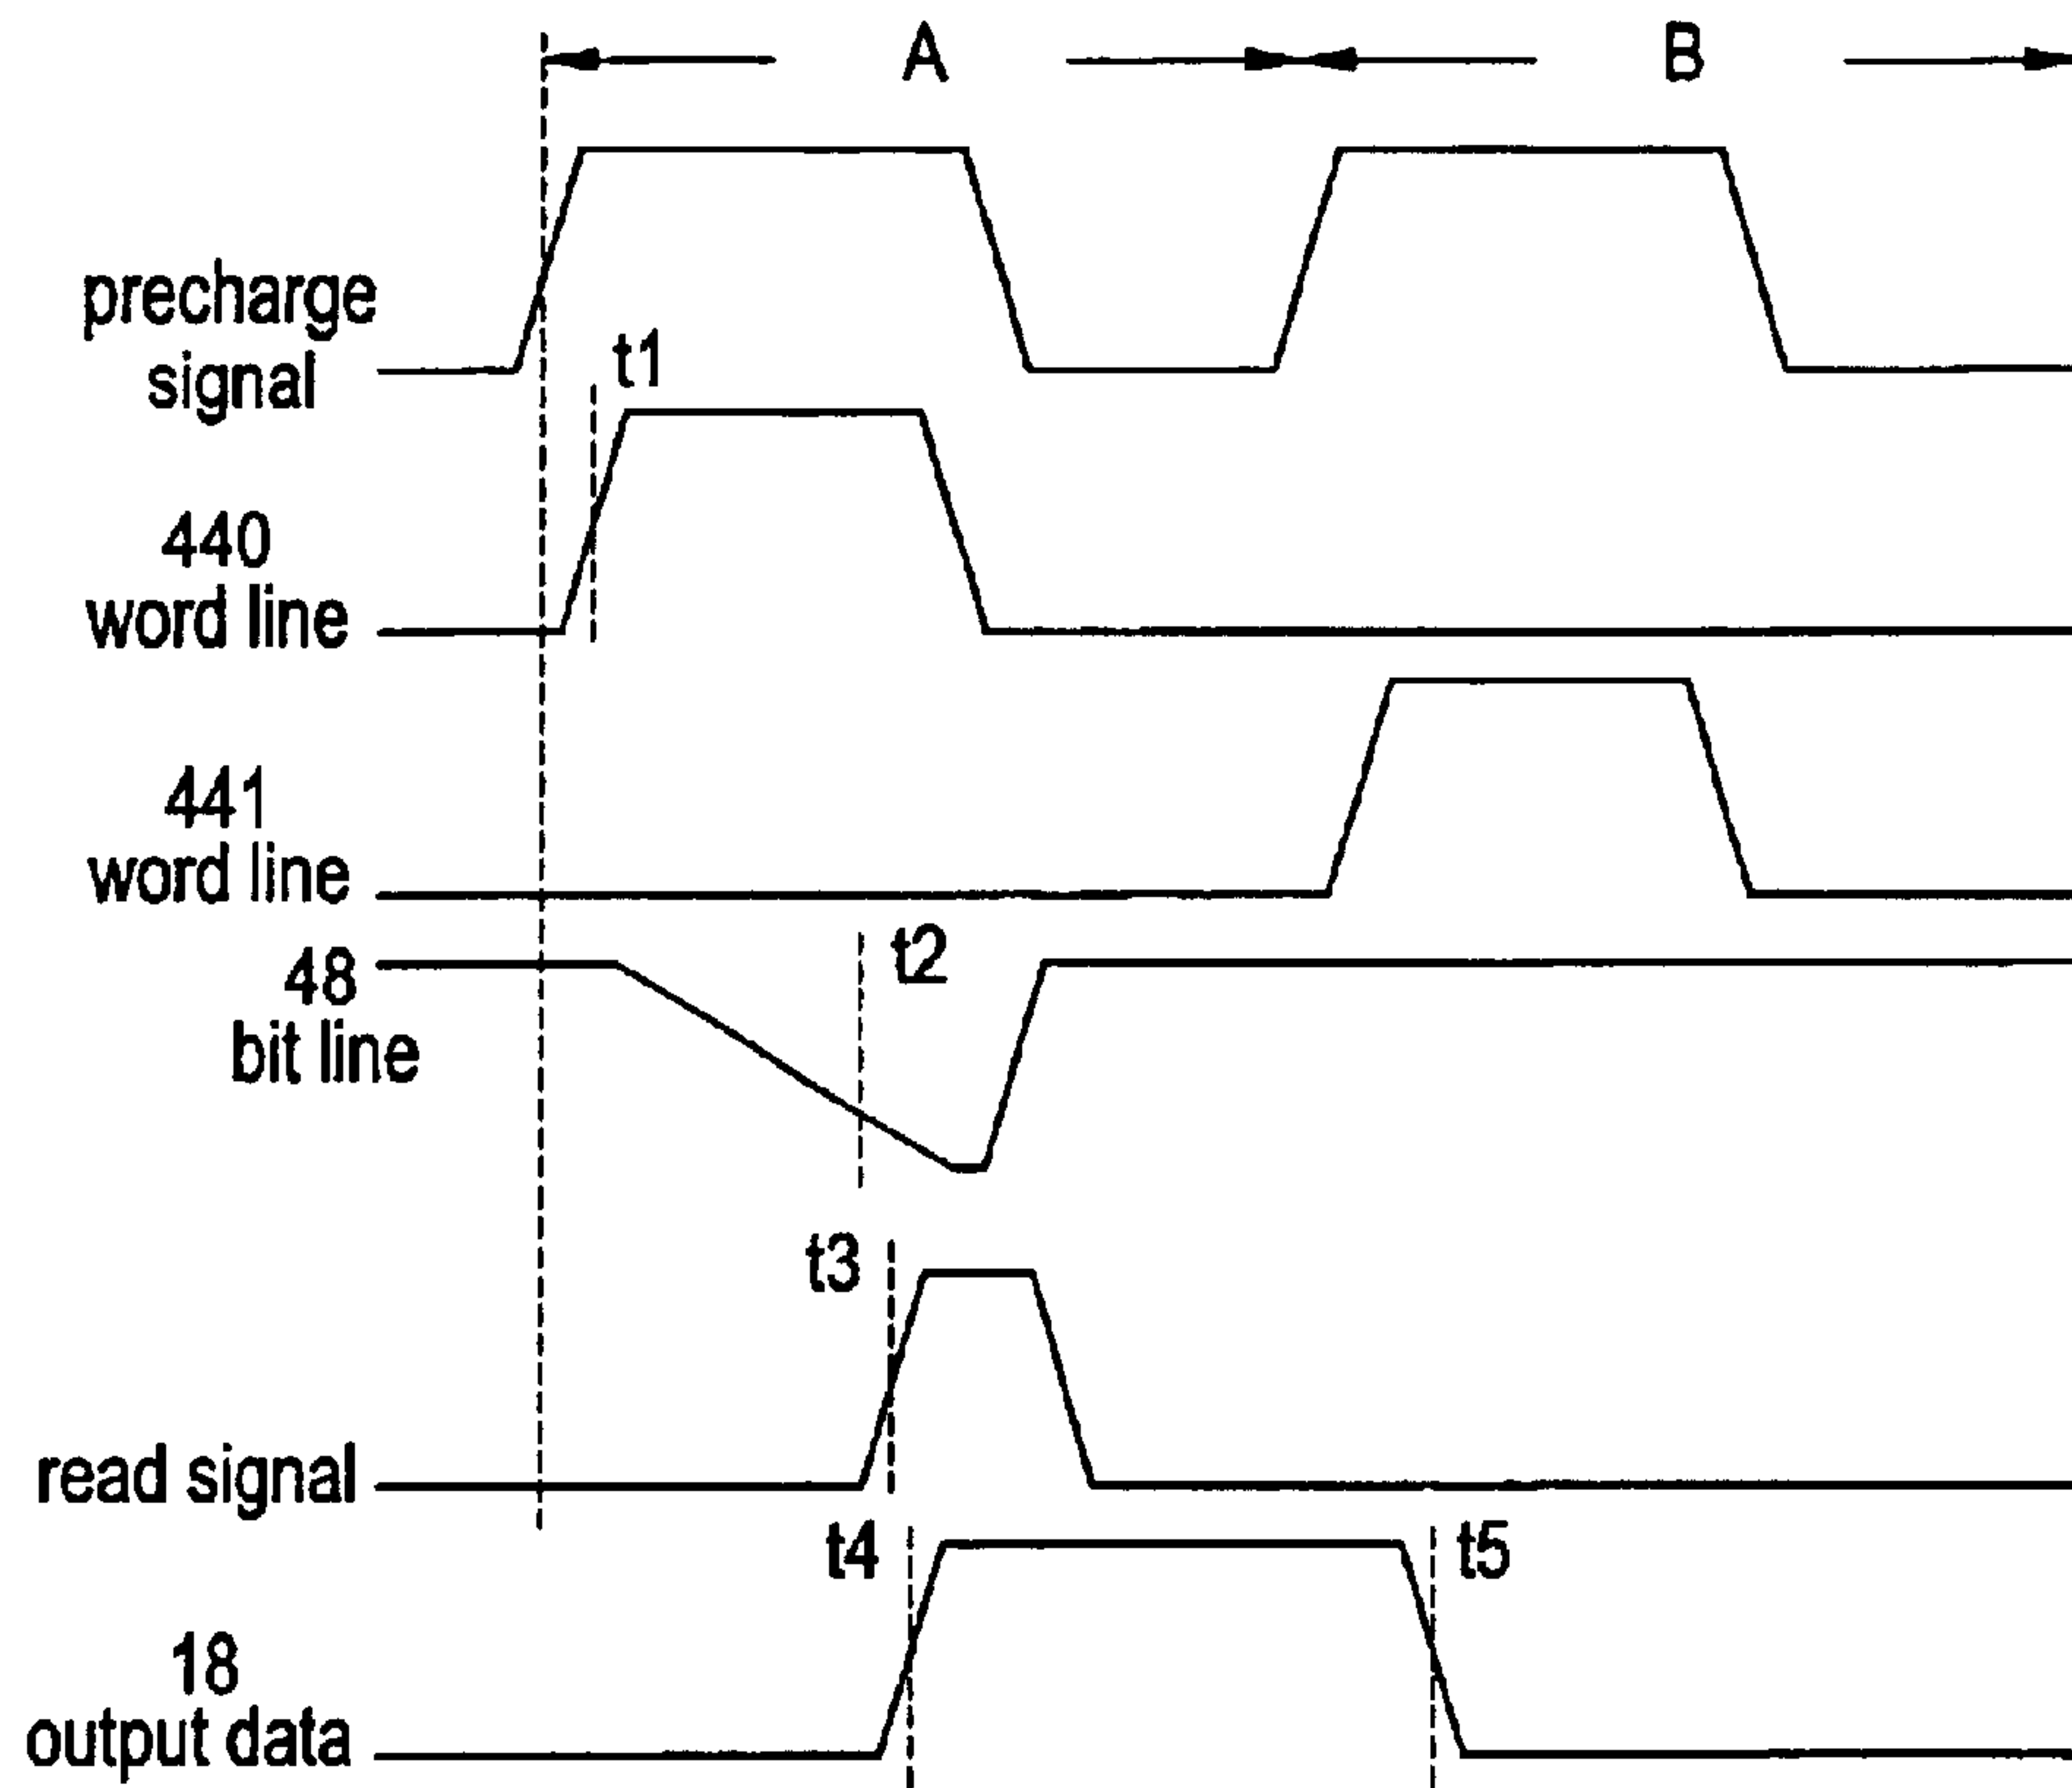 A
B
precharge
signal
t1
440
word line
441
word line
t2
48
bit line
t3
read signal
t4
t5
18
output data